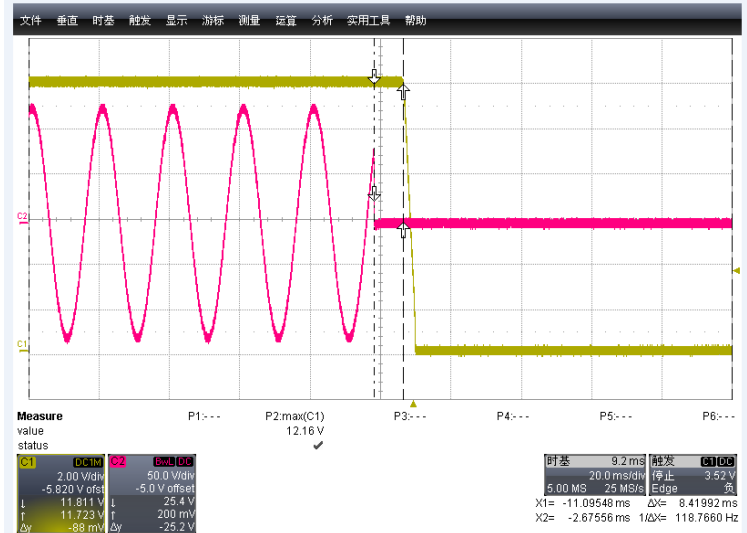 文件 垂直 时基 触发 显示 游标 测量 运算 分析 实用工具 帮助
C2
C1
Measure P1:- - - P2:max(C1) P3:- - - P4:- - - P5:- - - P6:- - -
value 12.16 V
status ✓
C1 DC1M C2 BwL DC 时基 9.2 ms 触发 C1 DC
2.00 V/div 50.0 V/div 20.0 ms/div 停止 3.52 V
-5.820 V ofst -5.0 V offset 5.00 MS 25 MS/s Edge 负
↓ 11.811 V ↓ 25.4 V X1= -11.09548 ms ΔX= 8.41992 ms
↑ 11.723 V ↑ 200 mV X2= -2.67556 ms 1/ΔX= 118.7660 Hz
Δy -88 mV Δy -25.2 V